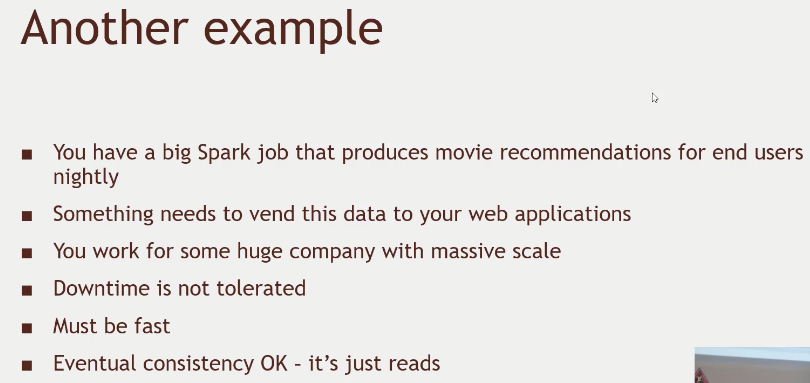 Another example
■ You have a big Spark job that produces movie recommendations for end users
nightly
■ Something needs to vend this data to your web applications
■ You work for some huge company with massive scale
■ Downtime is not tolerated
■ Must be fast
■ Eventual consistency OK – it's just reads